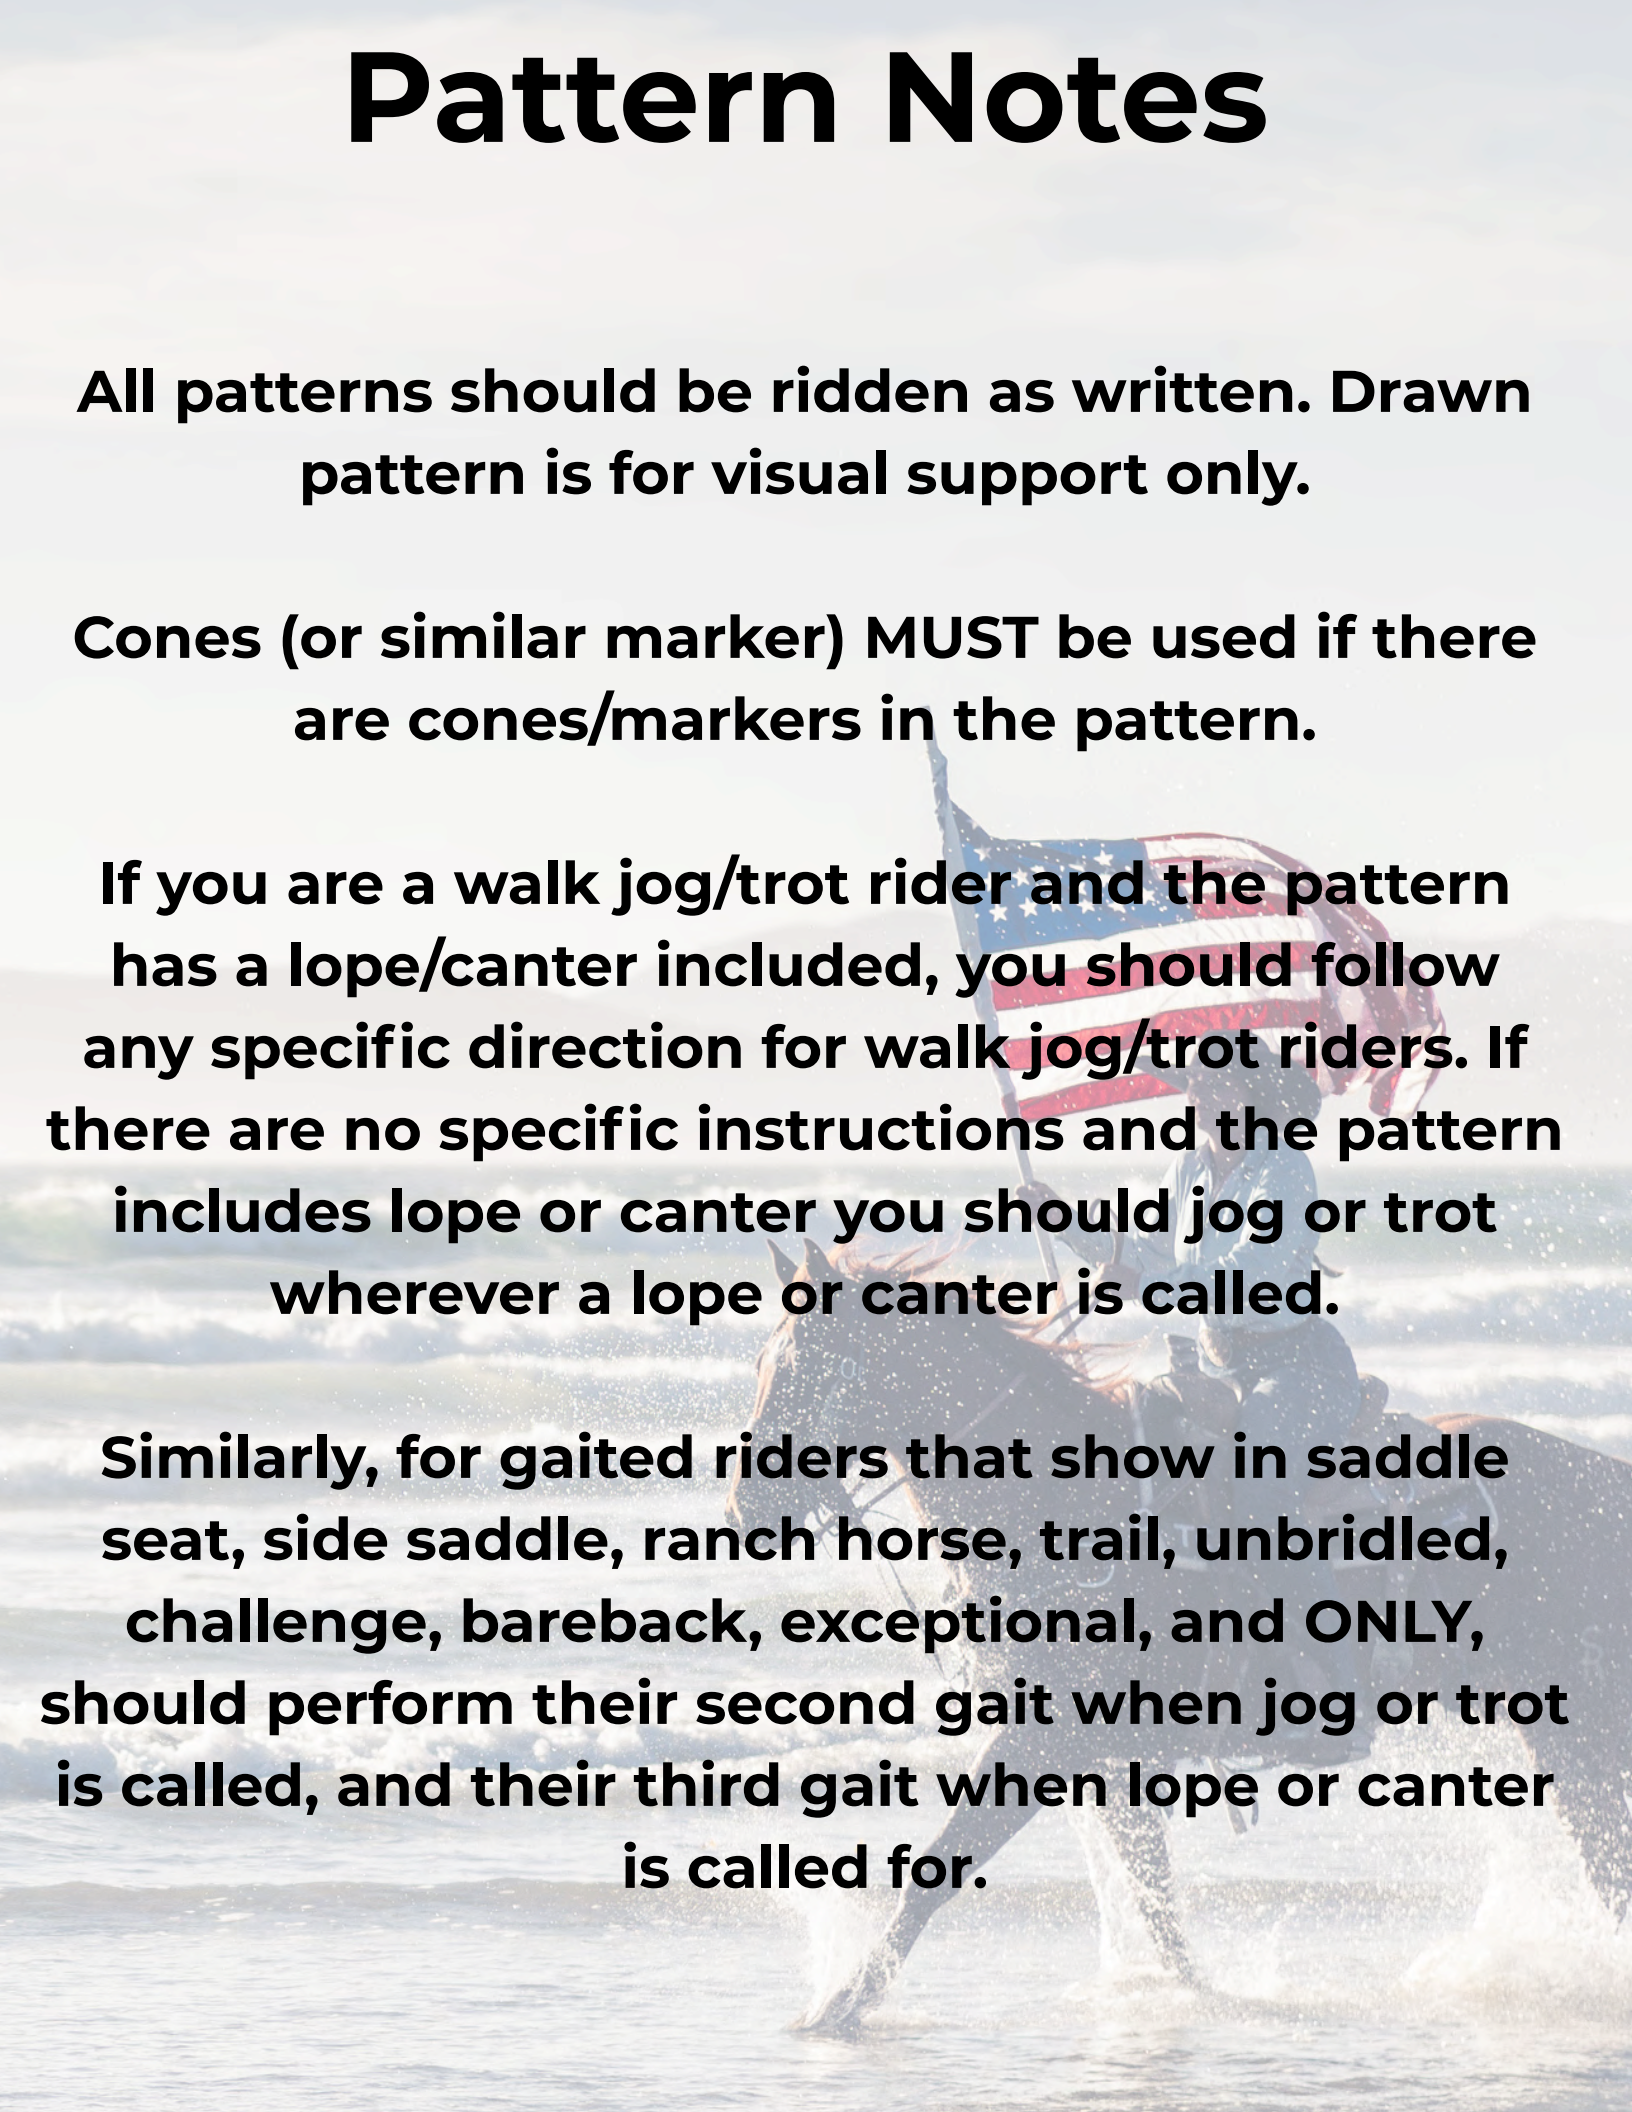 Pattern Notes
All patterns should be ridden as written. Drawn
pattern is for visual support only.
Cones (or similar marker) MUST be used if there
are cones/markers in the pattern.
If you are a walk jog/trot rider and the pattern
has a lope/canter included, you should follow
any specific direction for walk jog/trot riders. If
there are no specific instructions and the pattern
includes lope or canter you should jog or trot
wherever a lope or canter is called.
Similarly, for gaited riders that show in saddle
seat, side saddle, ranch horse, trail, unbridled,
challenge, bareback, exceptional, and ONLY,
should perform their second gait when jog or trot
is called, and their third gait when lope or canter
is called for.